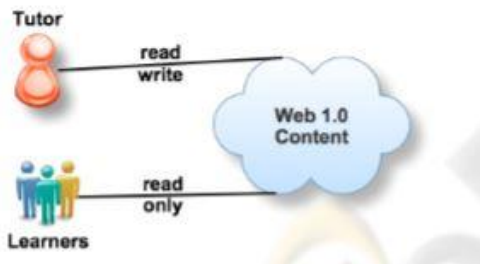 Tutor
read
write
Web 1.0
Content
read
only
Learners